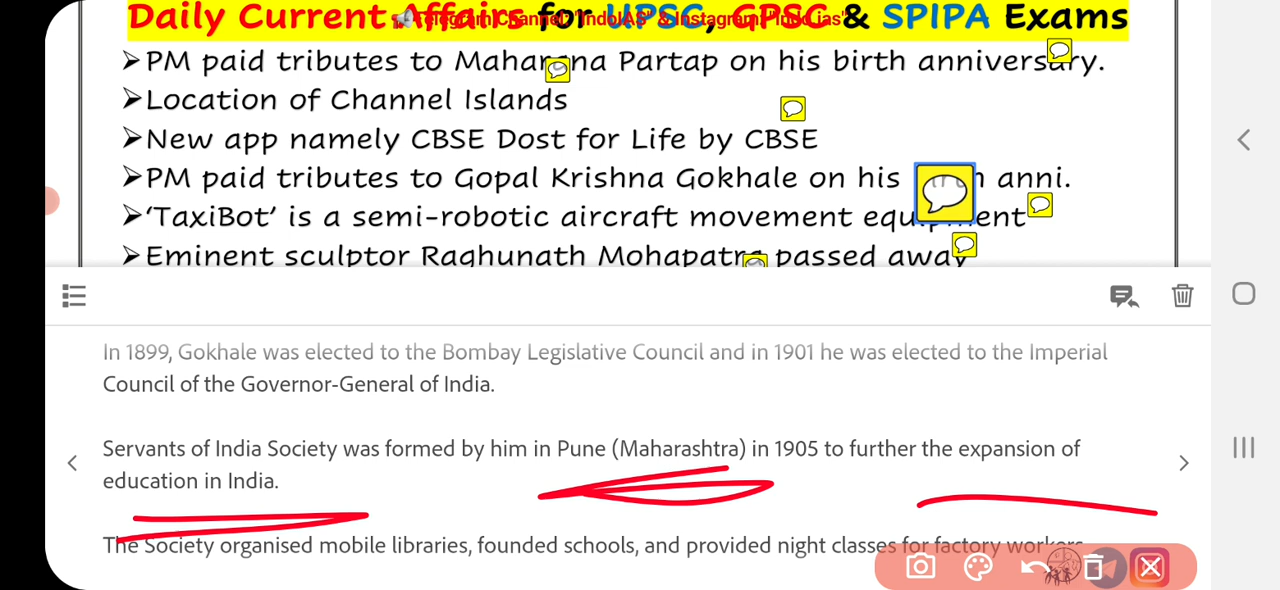 Daily Current Affairs for UPSC, GPSC & SPIPA Exams
Telegram Channel: "IndoIAS" & Instagram: "Indo.ias"
➤PM paid tributes to Maharana Partap on his birth anniversary.
➤Location of Channel Islands
➤New app namely CBSE Dost for Life by CBSE
➤PM paid tributes to Gopal Krishna Gokhale on his anni.
➤'TaxiBot' is a semi-robotic aircraft movement equipment
➤Eminent sculptor Raghunath Mohapatra passed away
In 1899, Gokhale was elected to the Bombay Legislative Council and in 1901 he was elected to the Imperial
Council of the Governor-General of India.
Servants of India Society was formed by him in Pune (Maharashtra) in 1905 to further the expansion of
education in India.
The Society organised mobile libraries, founded schools, and provided night classes for factory workers.